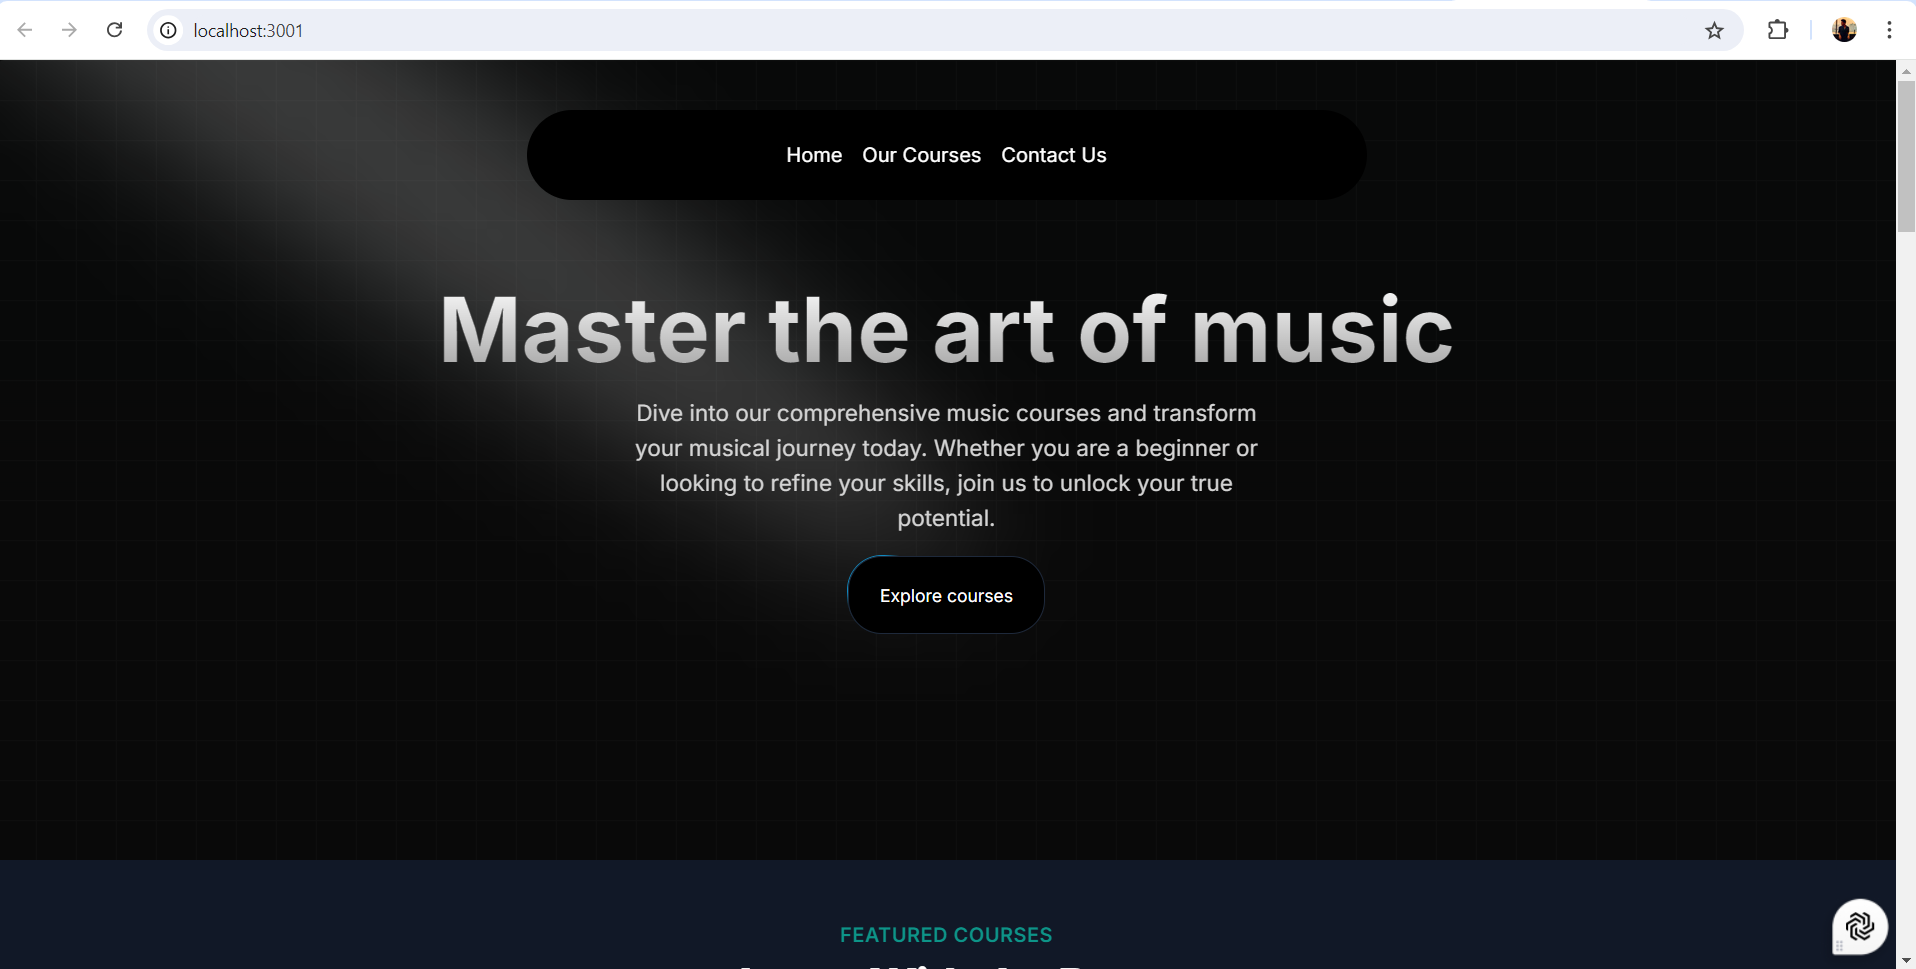 localhost:3001
Home Our Courses Contact Us
Master the art of music
Dive into our comprehensive music courses and transform
your musical journey today. Whether you are a beginner or
looking to refine your skills, join us to unlock your true
potential.
Explore courses
FEATURED COURSES